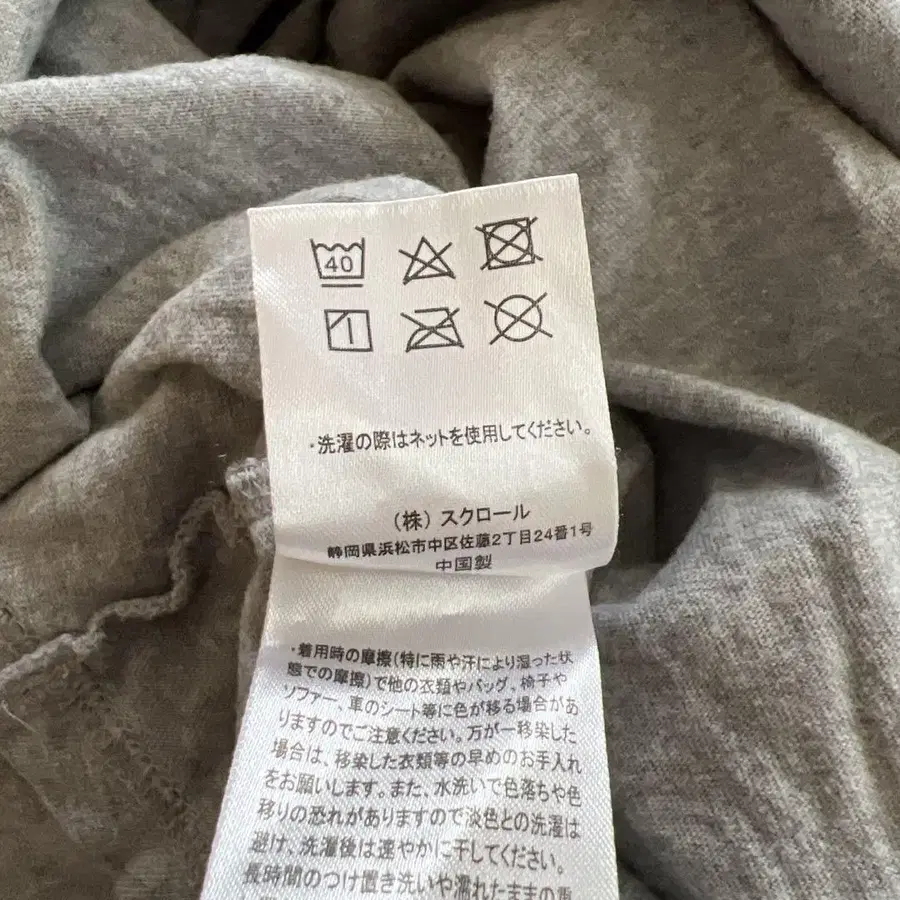 40
・洗濯の際はネットを使用してください。
(株) スクロール
静岡県浜松市中区佐藤2丁目24番1号
中国製
・着用時の摩擦(特に雨や汗により湿った状
態での摩擦)で他の衣類やバッグ、椅子や
ソファー、車のシート等に色が移る場合があ
りますのでご注意ください。万が一移染した
場合は、移染した衣類等の早めのお手入れ
をお願いします。また、水洗いで色落ちや色
移りの恐れがありますので淡色との洗濯は
避け、洗濯後は速やかに干してください。
長時間のつけ置き洗いや濡れたままの